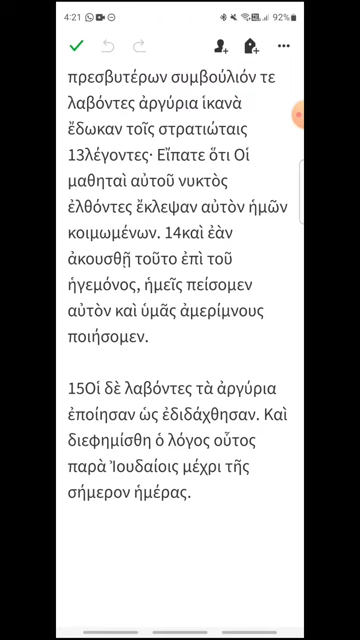 4:21
92%
πρεσβυτέρων συμβούλιόν τε
λαβόντες ἀργύρια ἱκανὰ
ἔδωκαν τοῖς στρατιώταις
13λέγοντες· Εἴπατε ὅτι Οἱ
μαθηταὶ αὐτοῦ νυκτὸς
ἐλθόντες ἔκλεψαν αὐτὸν ἡμῶν
κοιμωμένων. 14καὶ ἐὰν
ἀκουσθῇ τοῦτο ἐπὶ τοῦ
ἡγεμόνος, ἡμεῖς πείσομεν
αὐτὸν καὶ ὑμᾶς ἀμερίμνους
ποιήσομεν.
15Οἱ δὲ λαβόντες τὰ ἀργύρια
ἐποίησαν ὡς ἐδιδάχθησαν. Καὶ
διεφημίσθη ὁ λόγος οὗτος
παρὰ Ἰουδαίοις μέχρι τῆς
σήμερον ἡμέρας.